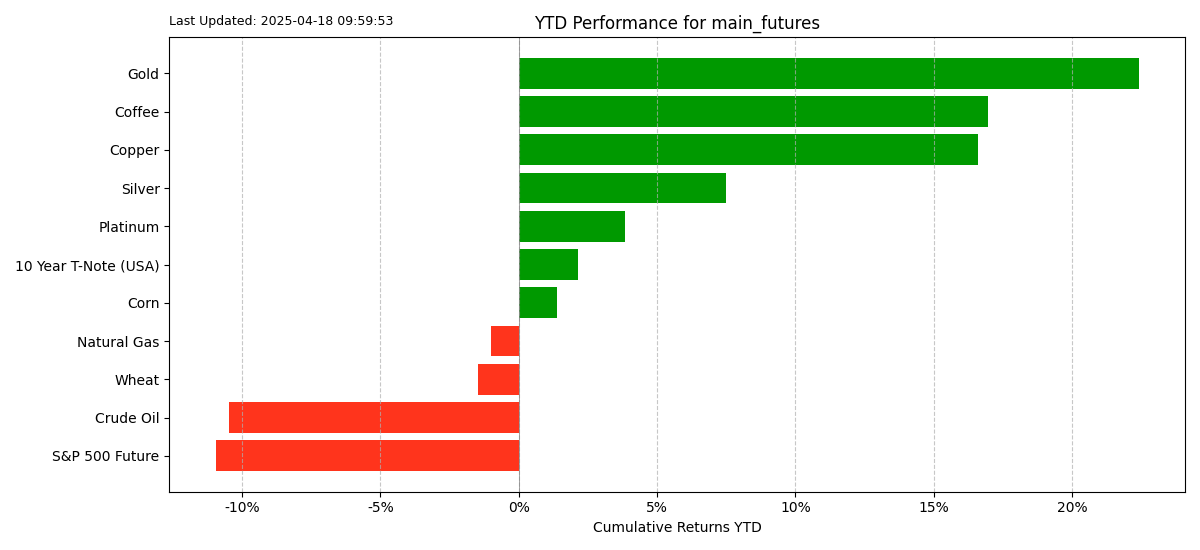 Last Updated: 2025-04-18 09:59:53
YTD Performance for main_futures
Gold
Coffee
Copper
Silver
Platinum
10 Year T-Note (USA)
Corn
Natural Gas
Wheat
Crude Oil
S&P 500 Future
-10%
-5%
0%
5%
10%
15%
20%
Cumulative Returns YTD